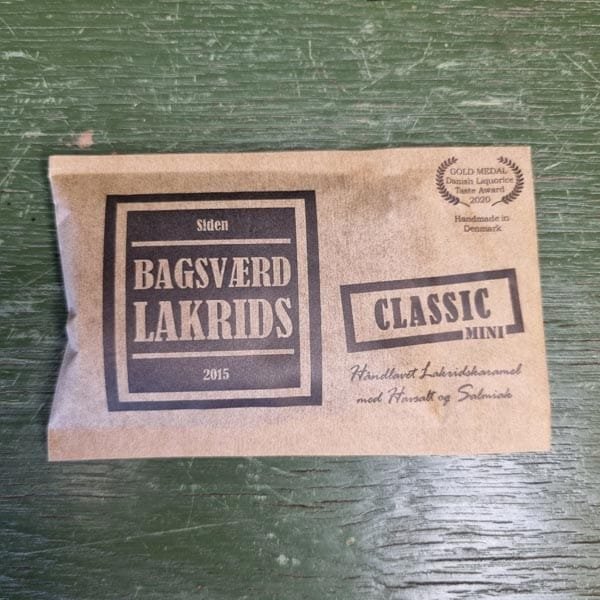 Siden
BAGSVÆRD
LAKRIDS
2015
GOLD MEDAL
Danish Liquorice
Taste Award
2020
Handmade in
Denmark
CLASSIC
MINI
Håndlavet Lakridskaramel
med Havsalt og Salmiak